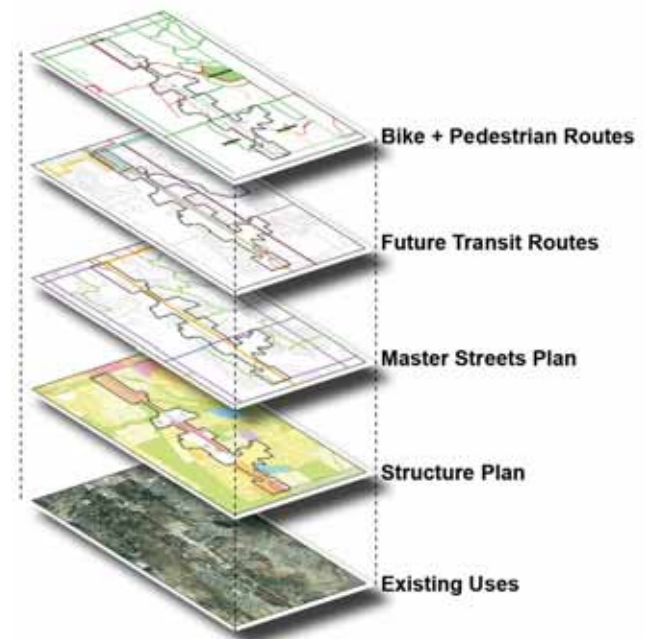 Bike + Pedestrian Routes
Future Transit Routes
Master Streets Plan
Structure Plan
Existing Uses